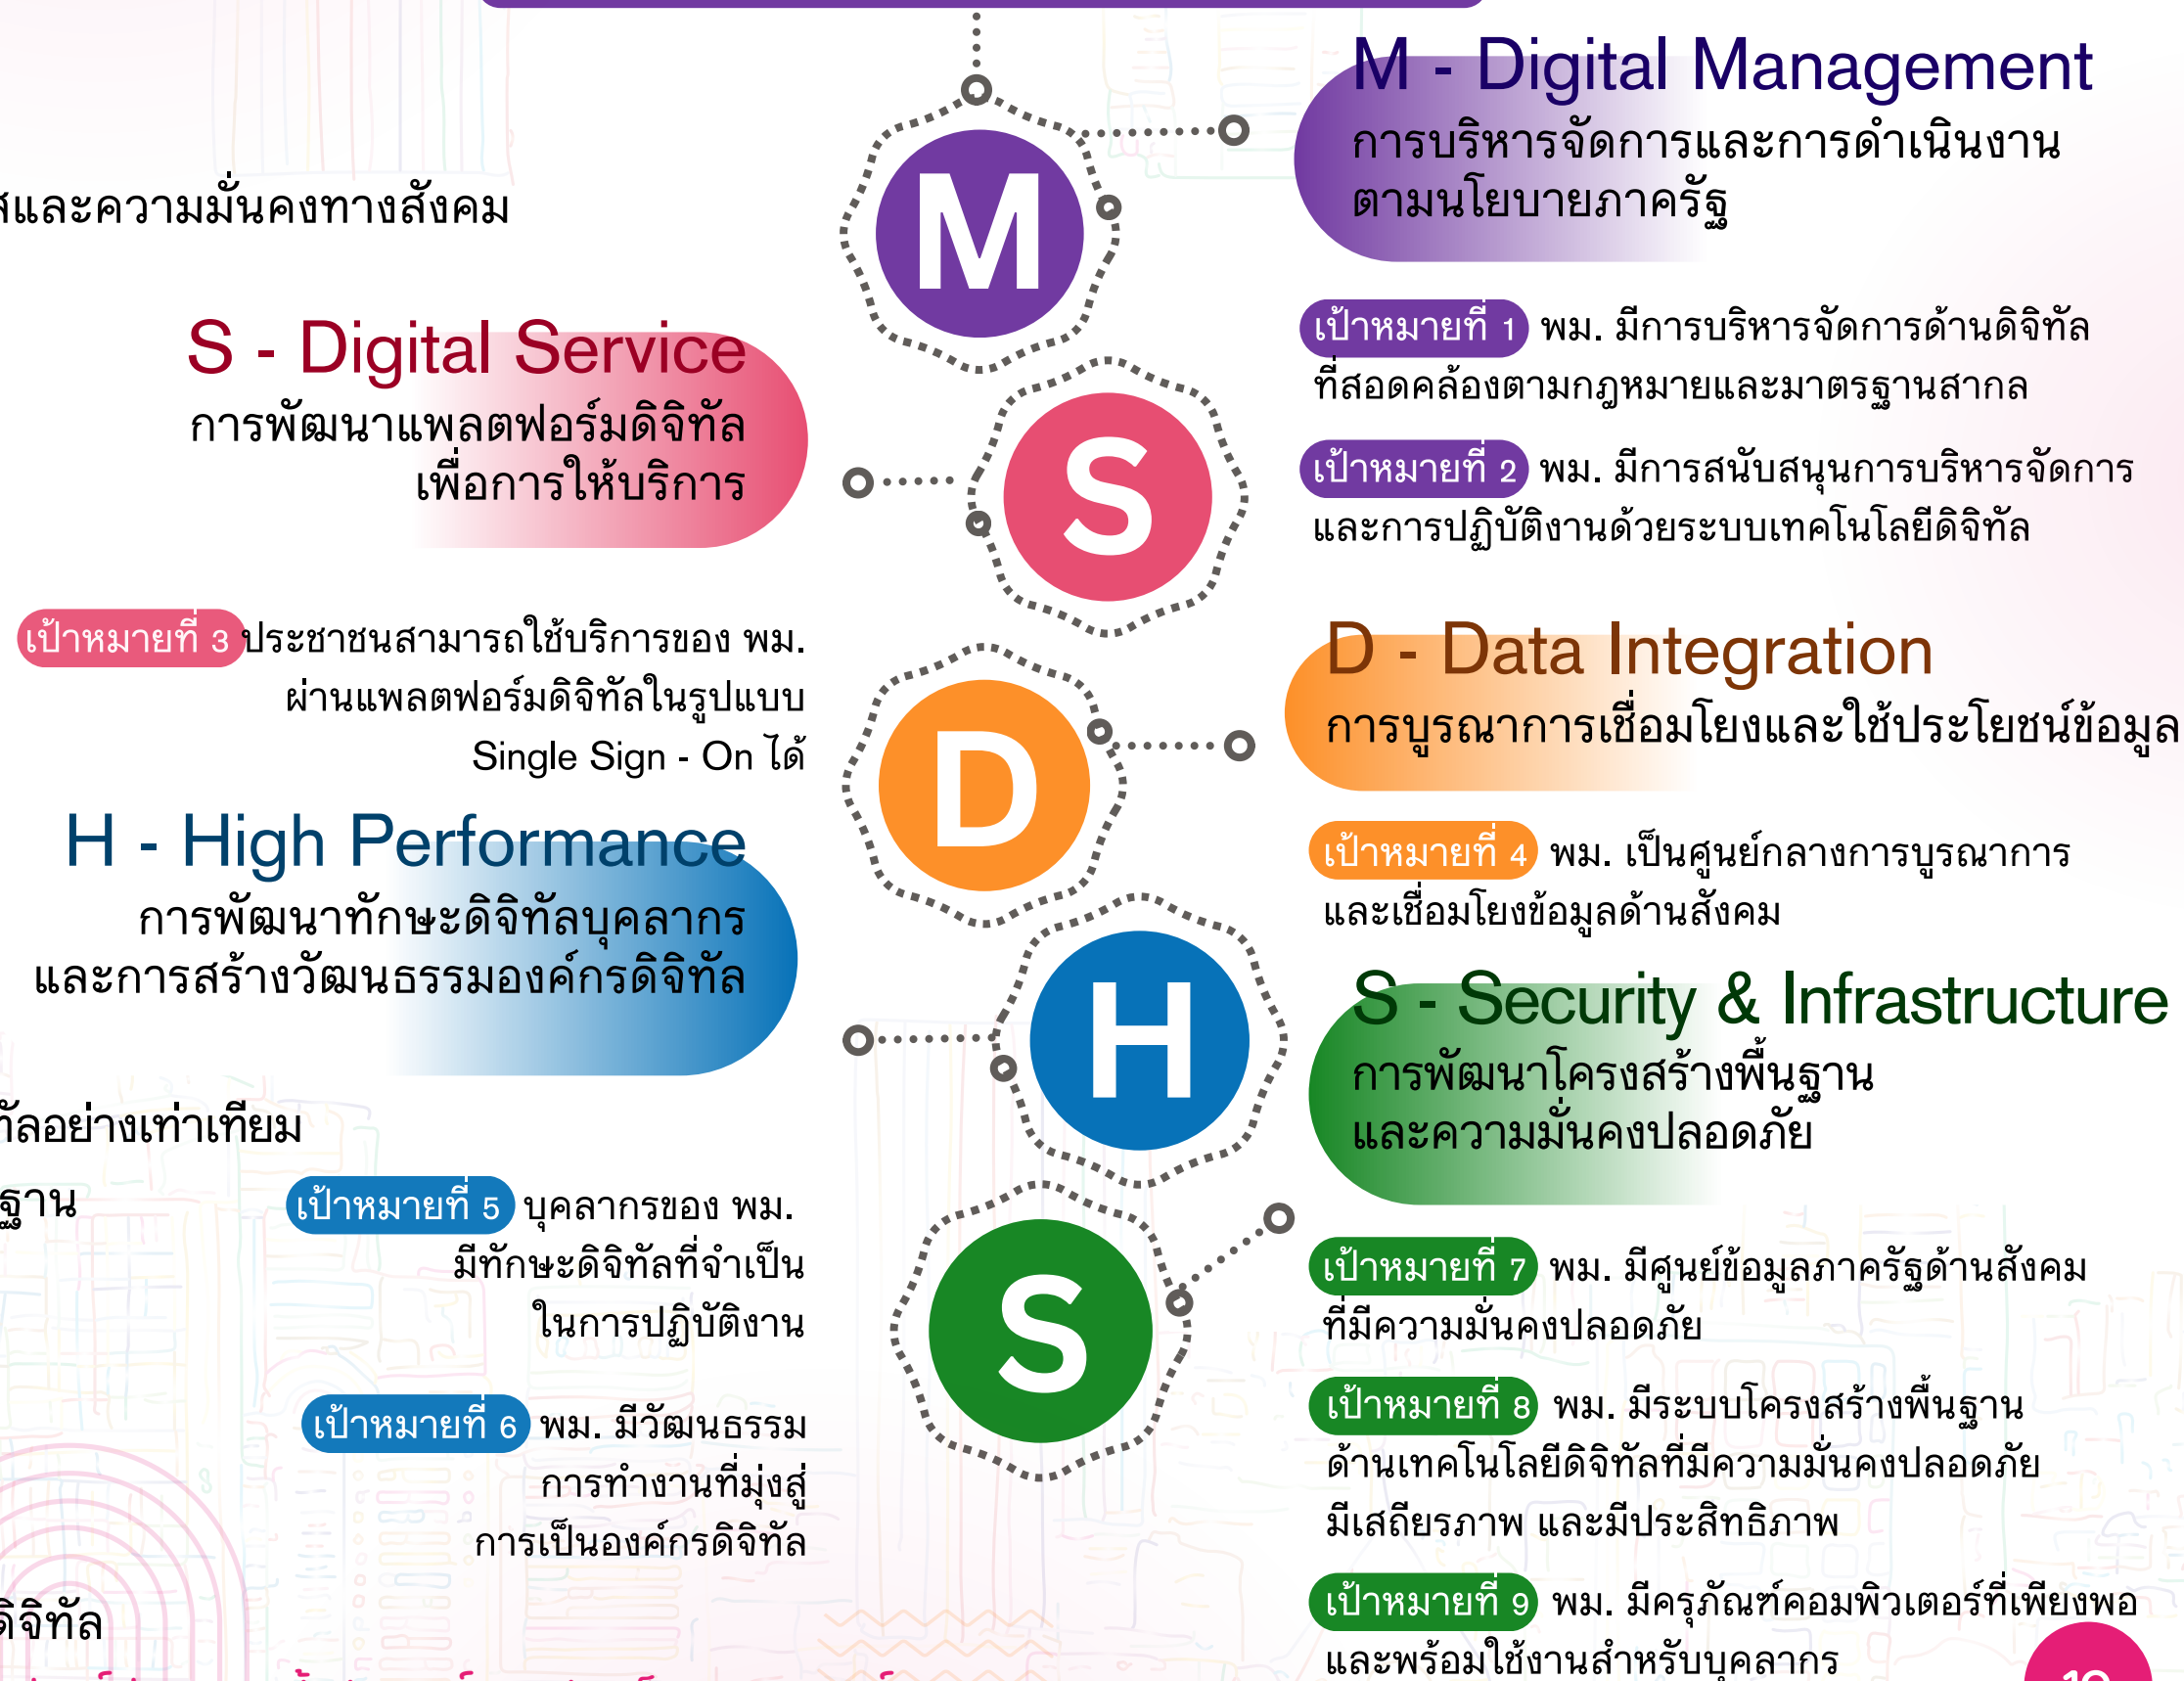 M - Digital Management
การบริหารจัดการและการดำเนินงาน
ตามนโยบายภาครัฐ
และความมั่นคงทางสังคม
M
เป้าหมายที่ 1 พม. มีการบริหารจัดการด้านดิจิทัล
ที่สอดคล้องตามกฎหมายและมาตรฐานสากล
เป้าหมายที่ 2 พม. มีการสนับสนุนการบริหารจัดการ
และการปฏิบัติงานด้วยระบบเทคโนโลยีดิจิทัล
S - Digital Service
การพัฒนาแพลตฟอร์มดิจิทัล
เพื่อการให้บริการ
S
เป้าหมายที่ 3 ประชาชนสามารถใช้บริการของ พม.
ผ่านแพลตฟอร์มดิจิทัลในรูปแบบ
Single Sign - On ได้
D - Data Integration
การบูรณาการเชื่อมโยงและใช้ประโยชน์ข้อมูล
D
เป้าหมายที่ 4 พม. เป็นศูนย์กลางการบูรณาการ
และเชื่อมโยงข้อมูลด้านสังคม
H - High Performance
การพัฒนาทักษะดิจิทัลบุคลากร
และการสร้างวัฒนธรรมองค์กรดิจิทัล
H
อย่างเท่าเทียม
ฐาน
เป้าหมายที่ 5 บุคลากรของ พม.
มีทักษะดิจิทัลที่จำเป็น
ในการปฏิบัติงาน
เป้าหมายที่ 6 พม. มีวัฒนธรรม
การทำงานที่มุ่งสู่
การเป็นองค์กรดิจิทัล
S - Security & Infrastructure
การพัฒนาโครงสร้างพื้นฐาน
และความมั่นคงปลอดภัย
S
เป้าหมายที่ 7 พม. มีศูนย์ข้อมูลภาครัฐด้านสังคม
ที่มีความมั่นคงปลอดภัย
เป้าหมายที่ 8 พม. มีระบบโครงสร้างพื้นฐาน
ด้านเทคโนโลยีดิจิทัลที่มีความมั่นคงปลอดภัย
มีเสถียรภาพ และมีประสิทธิภาพ
เป้าหมายที่ 9 พม. มีครุภัณฑ์คอมพิวเตอร์ที่เพียงพอ
และพร้อมใช้งานสำหรับบุคลากร
ดิจิทัล